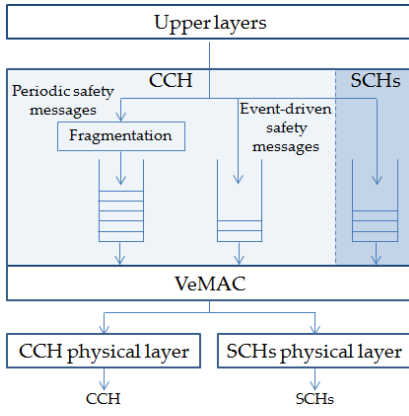 Upper layers
CCH
SCHs
Periodic safety
messages
Fragmentation
Event-driven
safety
messages
VeMAC
CCH physical layer
SCHs physical layer
CCH
SCHs